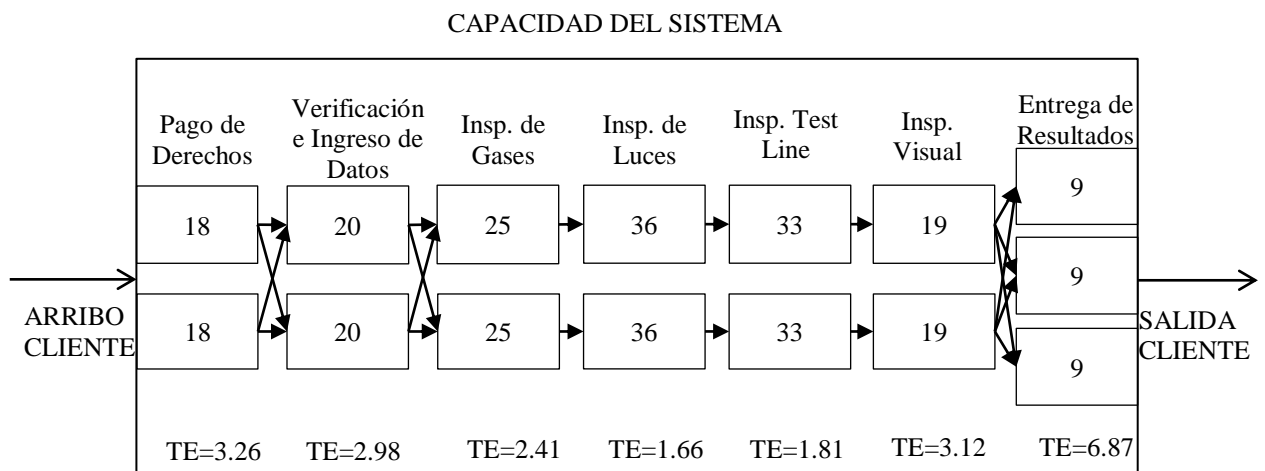 CAPACIDAD DEL SISTEMA
Pago de
Derechos
Verificación
e Ingreso de
Datos
Insp. de
Gases
Insp. de
Luces
Insp. Test
Line
Insp.
Visual
Entrega de
Resultados
18
20
25
36
33
19
9
9
18
20
25
36
33
19
9
ARRIBO
CLIENTE
SALIDA
CLIENTE
TE=3.26
TE=2.98
TE=2.41
TE=1.66
TE=1.81
TE=3.12
TE=6.87